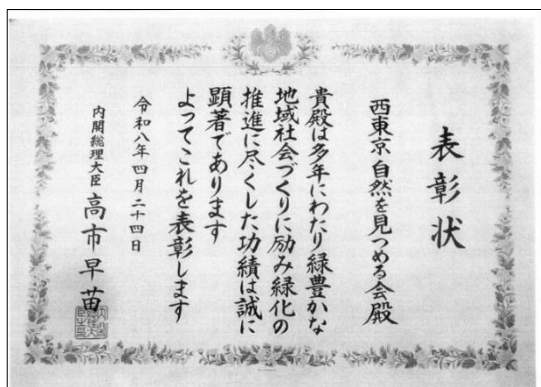 表彰状
西東京自然を見つめる会殿
貴殿は多年にわたり緑豊かな
地域社会づくりに励み緑化の
推進に尽くした功績は誠に
顕著であります
よってこれを表彰します
令和八年四月二十四日
内閣総理大臣 高市早苗